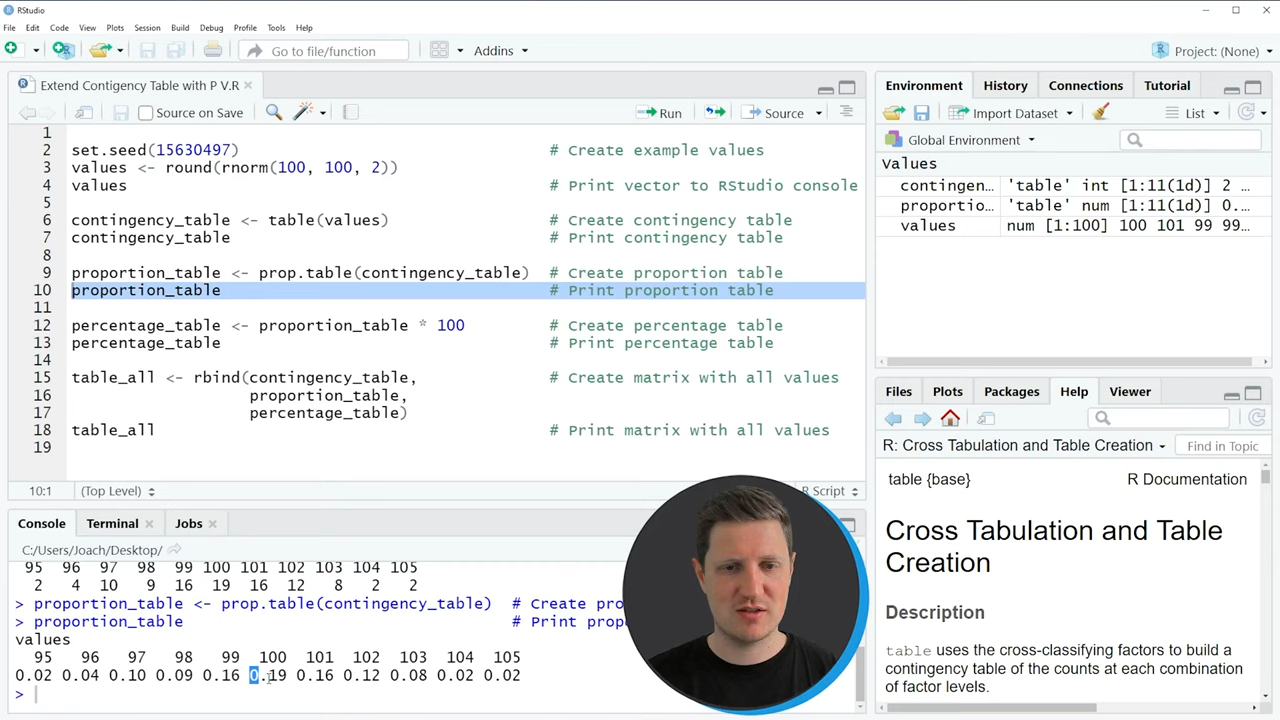 RStudio
File Edit Code View Plots Session Build Debug Profile Tools Help
Go to file/function Addins Project: (None)
Extend Contigency Table with P V.R
Source on Save Run Source
1
2 set.seed(15630497) # Create example values
3 values <- round(rnorm(100, 100, 2))
4 values # Print vector to RStudio console
5
6 contingency_table <- table(values) # Create contingency table
7 contingency_table # Print contingency table
8
9 proportion_table <- prop.table(contingency_table) # Create proportion table
10 proportion_table # Print proportion table
11
12 percentage_table <- proportion_table * 100 # Create percentage table
13 percentage_table # Print percentage table
14
15 table_all <- rbind(contingency_table, # Create matrix with all values
16 proportion_table,
17 percentage_table)
18 table_all # Print matrix with all values
19
10:1 (Top Level) R Script
Console Terminal Jobs
C:/Users/Joach/Desktop/
95 96 97 98 99 100 101 102 103 104 105
2 4 10 9 16 19 16 12 8 2 2
> proportion_table <- prop.table(contingency_table) # Create pro
> proportion_table # Print prop
values
95 96 97 98 99 100 101 102 103 104 105
0.02 0.04 0.10 0.09 0.16 0.19 0.16 0.12 0.08 0.02 0.02
>
Environment History Connections Tutorial
Import Dataset List
Global Environment
Values
contingen… 'table' int [1:11(1d)] 2 …
proportio… 'table' num [1:11(1d)] 0.…
values num [1:100] 100 101 99 99…
Files Plots Packages Help Viewer
R: Cross Tabulation and Table Creation Find in Topic
table {base} R Documentation
Cross Tabulation and Table
Creation
Description
table uses the cross-classifying factors to build a
contingency table of the counts at each combination
of factor levels.